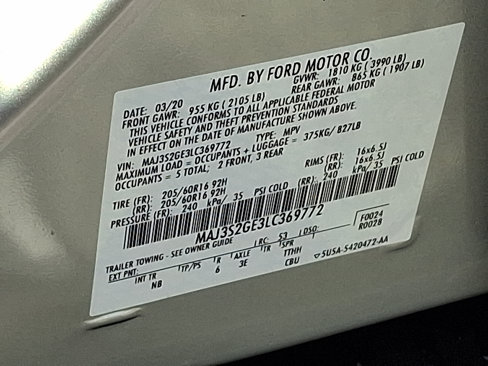 MFD. BY FORD MOTOR CO.
DATE: 03/20 GVWR: 1810 KG ( 3990 LB)
FRONT GAWR: 955 KG ( 2105 LB) REAR GAWR: 865 KG ( 1907 LB)
THIS VEHICLE CONFORMS TO ALL APPLICABLE FEDERAL MOTOR
VEHICLE SAFETY AND THEFT PREVENTION STANDARDS
IN EFFECT ON THE DATE OF MANUFACTURE SHOWN ABOVE.
VIN: MAJ3S2GE3LC369772 TYPE: MPV
MAXIMUM LOAD = OCCUPANTS + LUGGAGE = 375KG/ 827LB
OCCUPANTS = 5 TOTAL, 2 FRONT, 3 REAR
TIRE (FR): 205/60R16 92H RIMS (FR): 16x6.5J
(RR): 205/60R16 92H (RR): 16x6.5J
PRESSURE (FR): 240 kPa/ 35 PSI COLD (RR): 240 kPa/ 35 PSI COLD
MAJ3S2GE3LC369772
TRAILER TOWING - SEE OWNER GUIDE RC: 53 DSO: F0024
EXT PNT: F0028
INT TR TP/PS R AXLE TR SPR
NB 6 3E TTHH
CBU 5U5A-5420472-AA